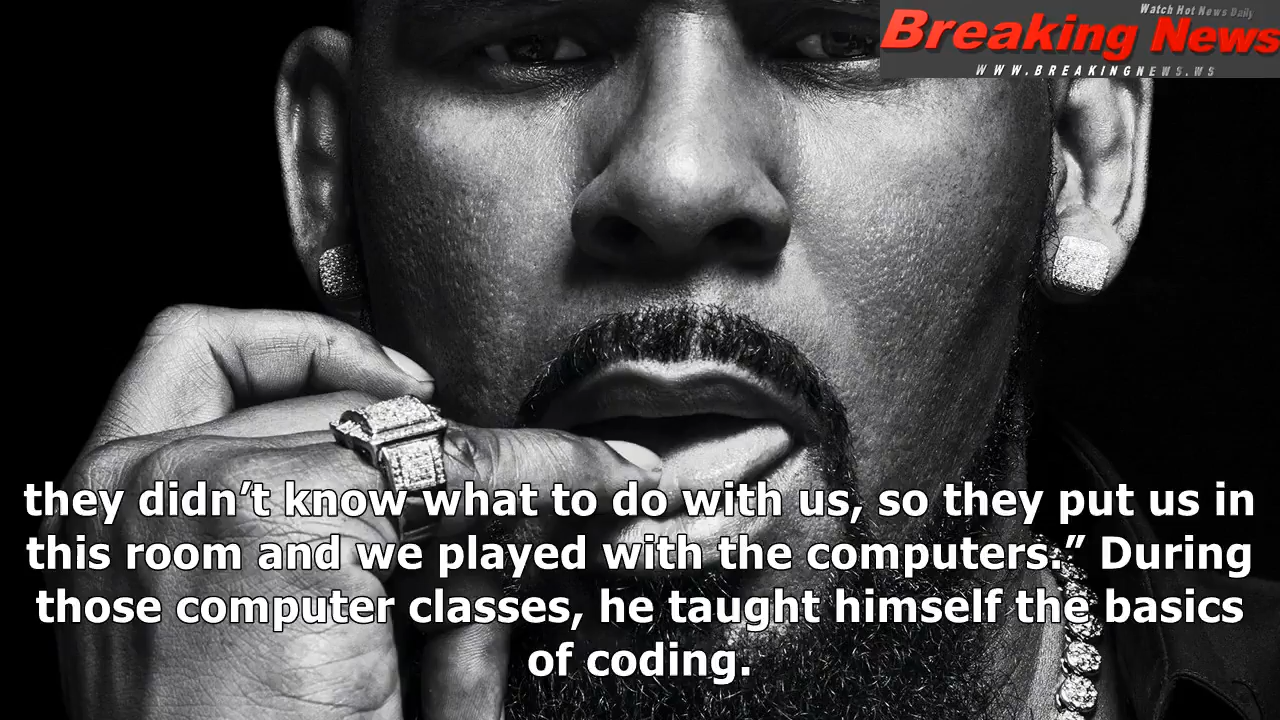 Watch Hot News Daily
Breaking News
WWW.BREAKINGNEWS.WS
they didn’t know what to do with us, so they put us in
this room and we played with the computers.” During
those computer classes, he taught himself the basics
of coding.